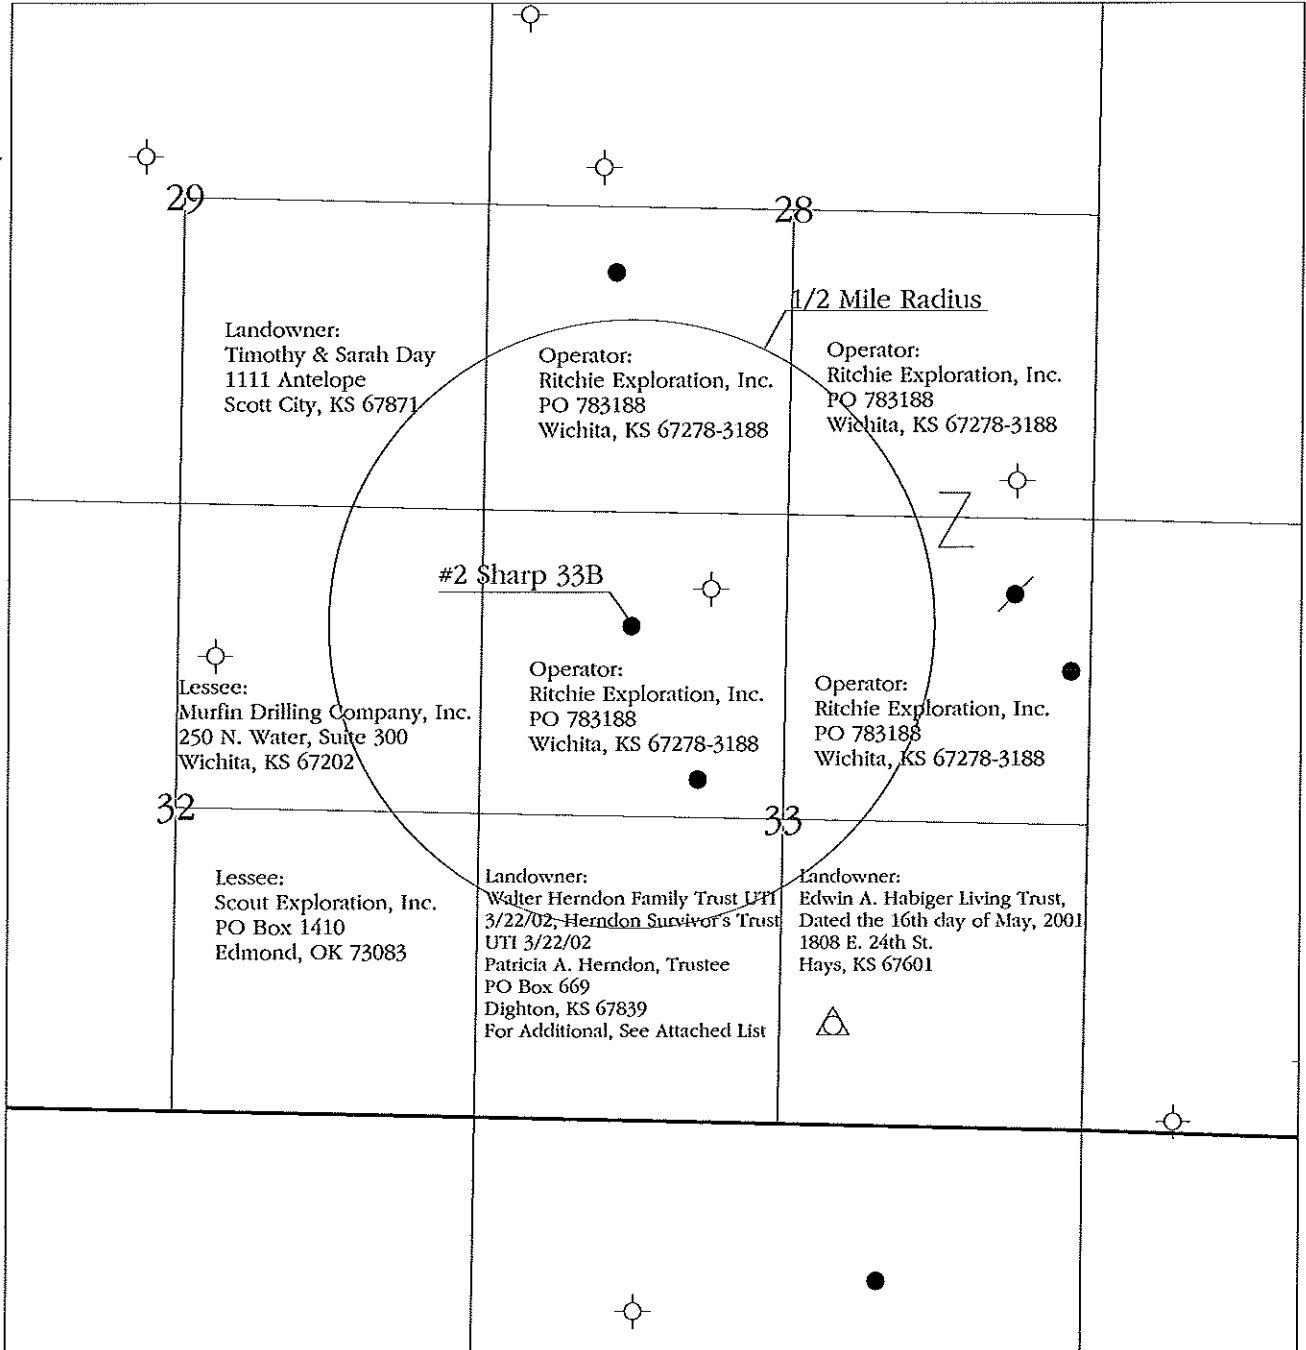 29
28
1/2 Mile Radius
Landowner:
Timothy & Sarah Day
1111 Antelope
Scott City, KS 67871
Operator:
Ritchie Exploration, Inc.
PO 783188
Wichita, KS 67278-3188
Operator:
Ritchie Exploration, Inc.
PO 783188
Wichita, KS 67278-3188
Z
#2 Sharp 33B
Lessee:
Murfin Drilling Company, Inc.
250 N. Water, Suite 300
Wichita, KS 67202
Operator:
Ritchie Exploration, Inc.
PO 783188
Wichita, KS 67278-3188
Operator:
Ritchie Exploration, Inc.
PO 783188
Wichita, KS 67278-3188
32
33
Lessee:
Scout Exploration, Inc.
PO Box 1410
Edmond, OK 73083
Landowner:
Walter Herndon Family Trust UTI
3/22/02, Herndon Survivor's Trust
UTI 3/22/02
Patricia A. Herndon, Trustee
PO Box 669
Dighton, KS 67839
For Additional, See Attached List
Landowner:
Edwin A. Habiger Living Trust,
Dated the 16th day of May, 2001
1808 E. 24th St.
Hays, KS 67601